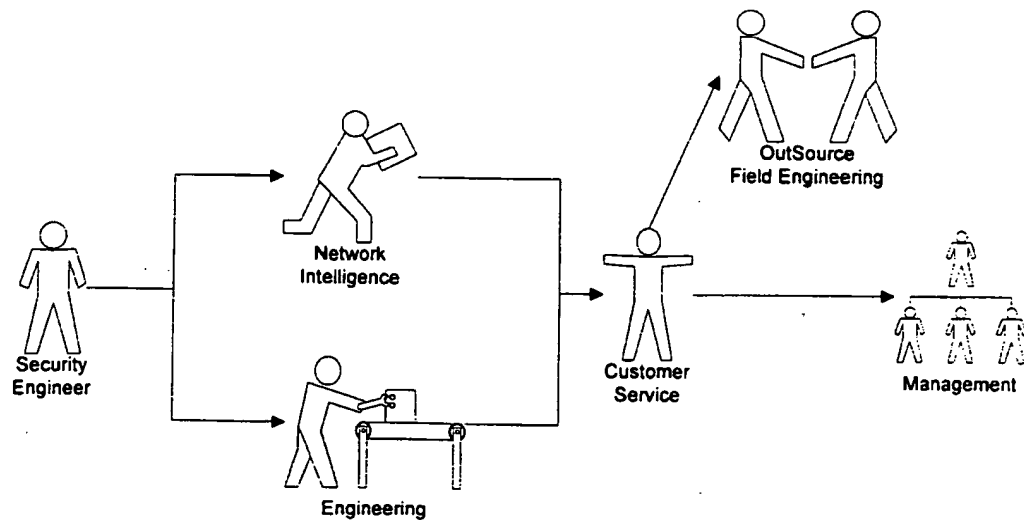 OutSource
Field Engineering
Network
Intelligence
Security
Engineer
Customer
Service
Management
Engineering